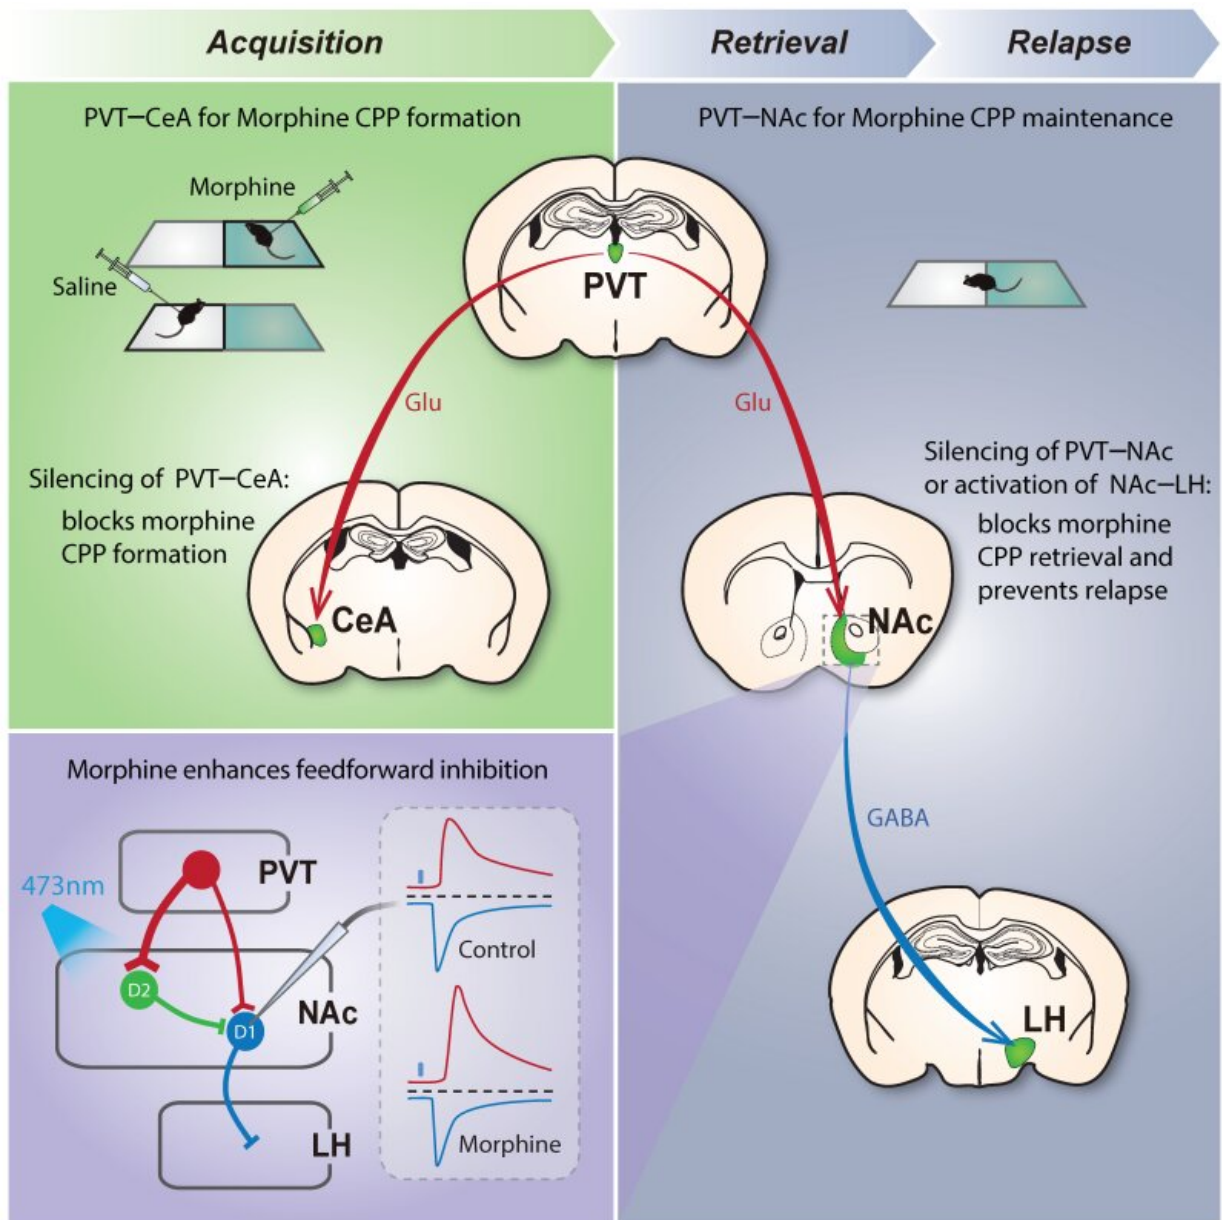 Acquisition
Retrieval
Relapse
PVT–CeA for Morphine CPP formation
PVT–NAc for Morphine CPP maintenance
Morphine
Saline
PVT
Glu
Glu
Silencing of PVT–CeA:
blocks morphine
CPP formation
CeA
Silencing of PVT–NAc
or activation of NAc–LH:
blocks morphine
CPP retrieval and
prevents relapse
NAc
GABA
LH
Morphine enhances feedforward inhibition
PVT
473nm
D2
D1
NAc
LH
Control
Morphine